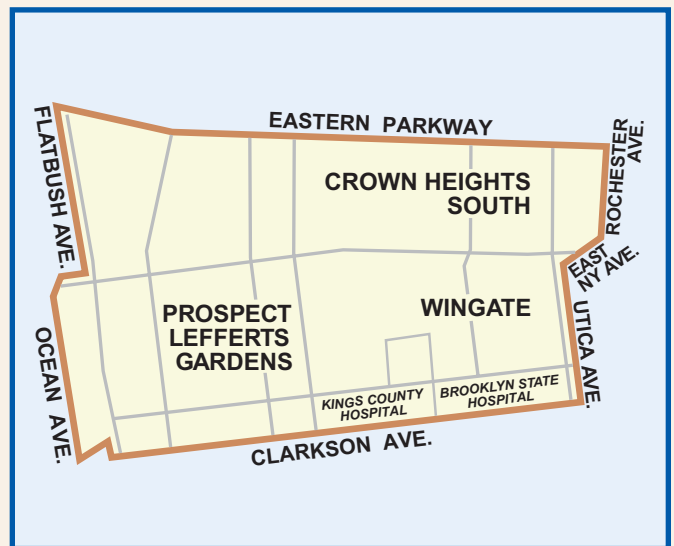 EASTERN PARKWAY
FLATBUSH AVE.
ROCHESTER
AVE.
CROWN HEIGHTS
SOUTH
EAST
NY AVE.
PROSPECT
LEFFERTS
GARDENS
WINGATE
OCEAN AVE.
UTICA AVE.
KINGS COUNTY
HOSPITAL
BROOKLYN STATE
HOSPITAL
CLARKSON AVE.